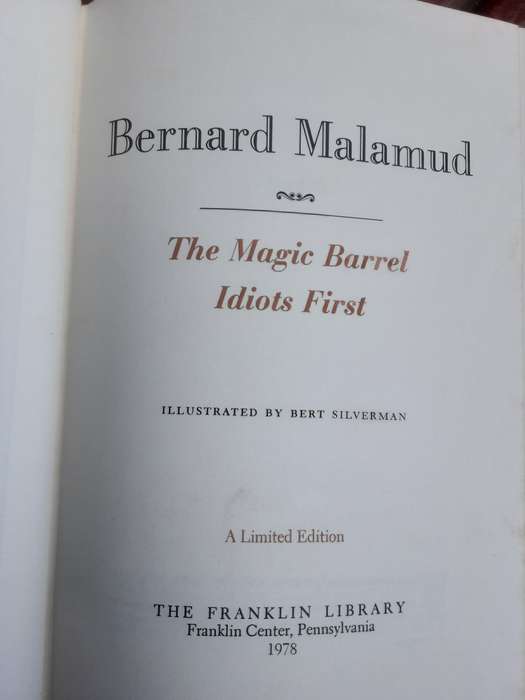 Bernard Malamud
The Magic Barrel
Idiots First
ILLUSTRATED BY BERT SILVERMAN
A Limited Edition
THE FRANKLIN LIBRARY
Franklin Center, Pennsylvania
1978